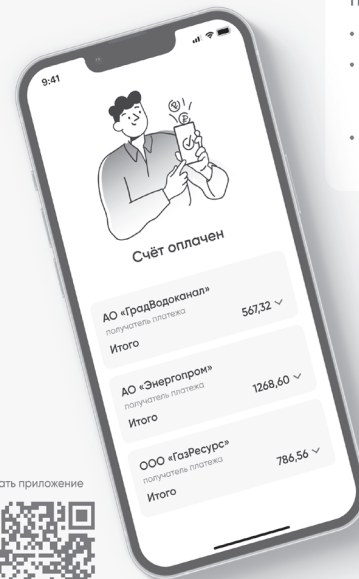 9:41
Счёт оплачен
АО «ГрадВодоканал»
получатель платежа
Итого
567,32
АО «Энергопром»
получатель платежа
Итого
1268,60
ООО «ГазРесурс»
получатель платежа
Итого
786,56
приложение